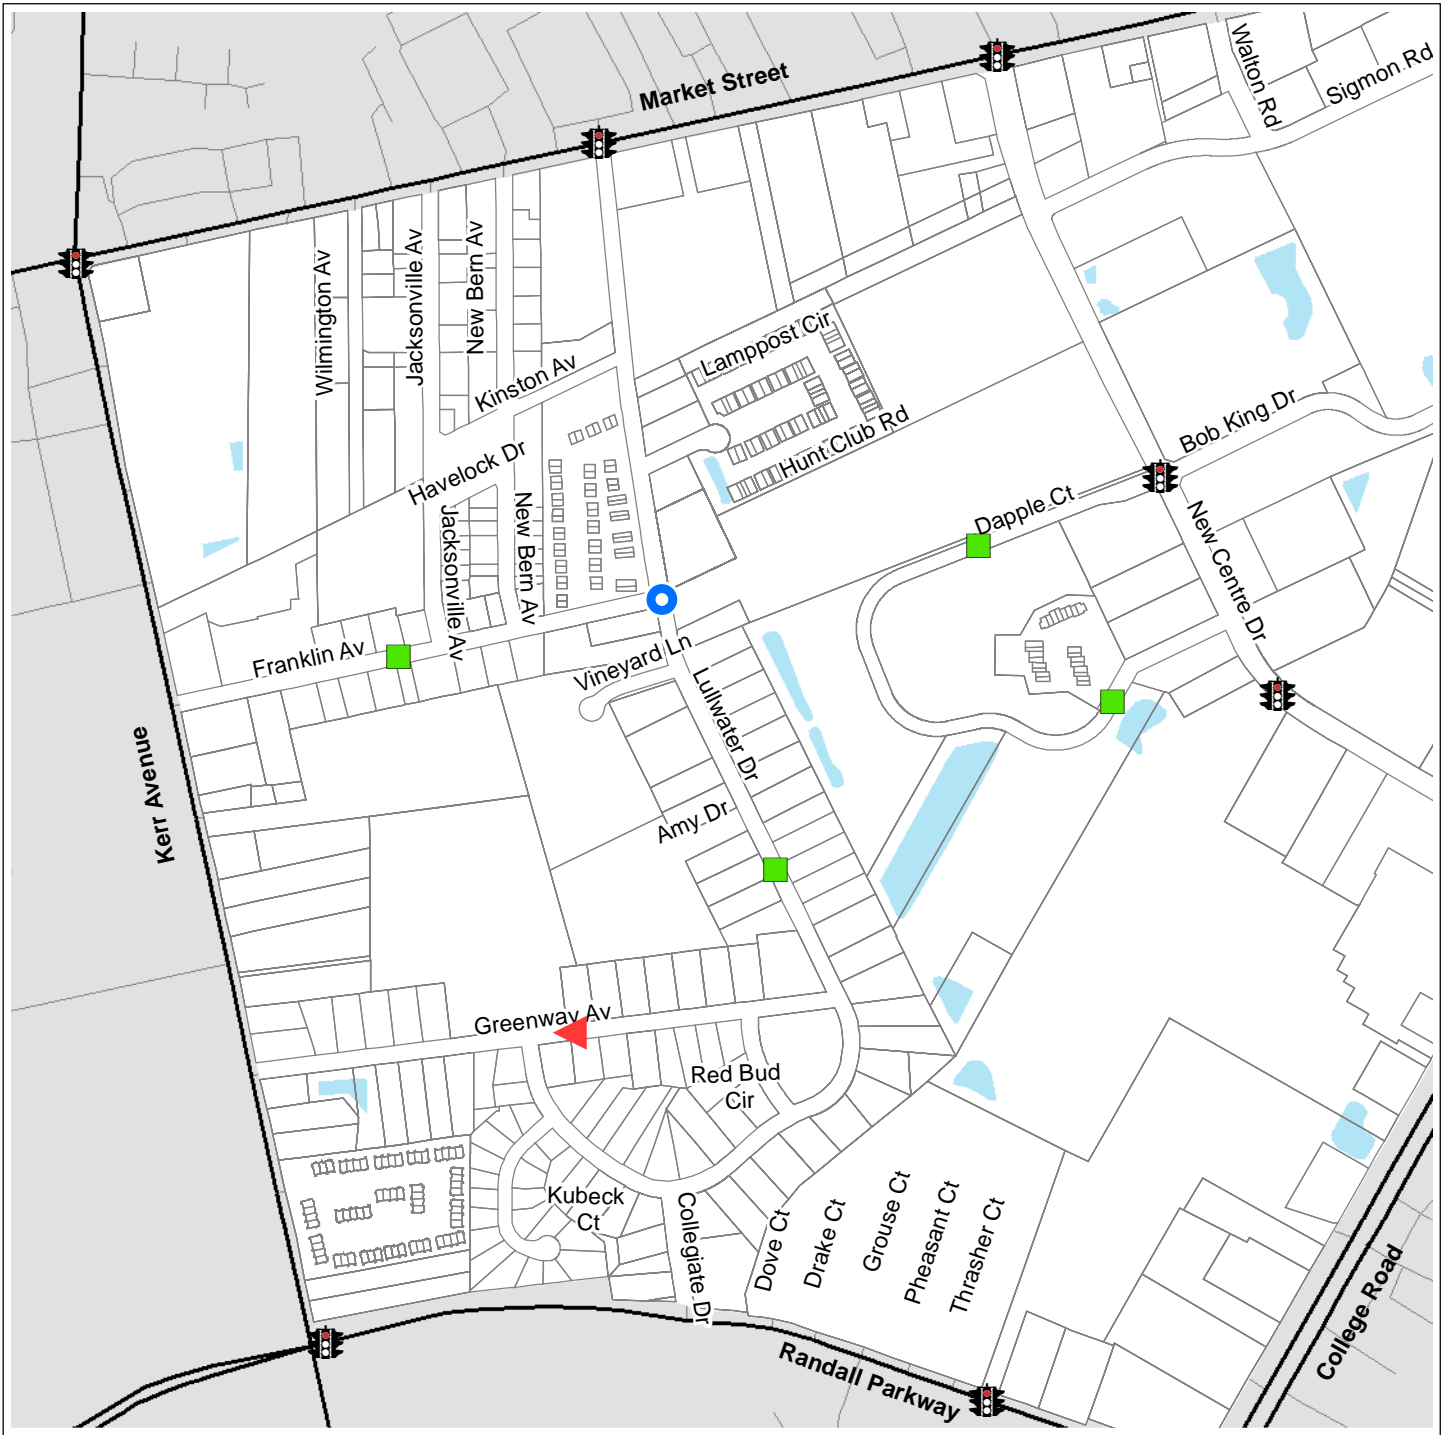 Walton Rd
Sigmon Rd
Market Street
Wilmington Av
Jacksonville Av
New Bern Av
Lamppost Cir
Kinston Av
Hunt Club Rd
Bob King Dr
Havelock Dr
Dapple Ct
New Centre Dr
Jacksonville Av
New Bern Av
Franklin Av
Vineyard Ln
Lullwater Dr
Kerr Avenue
Amy Dr
Greenway Av
Red Bud
Cir
Kubeck
Ct
Collegiate Dr
Dove Ct
Drake Ct
Grouse Ct
Pheasant Ct
Thrasher Ct
College Road
Randall Parkway